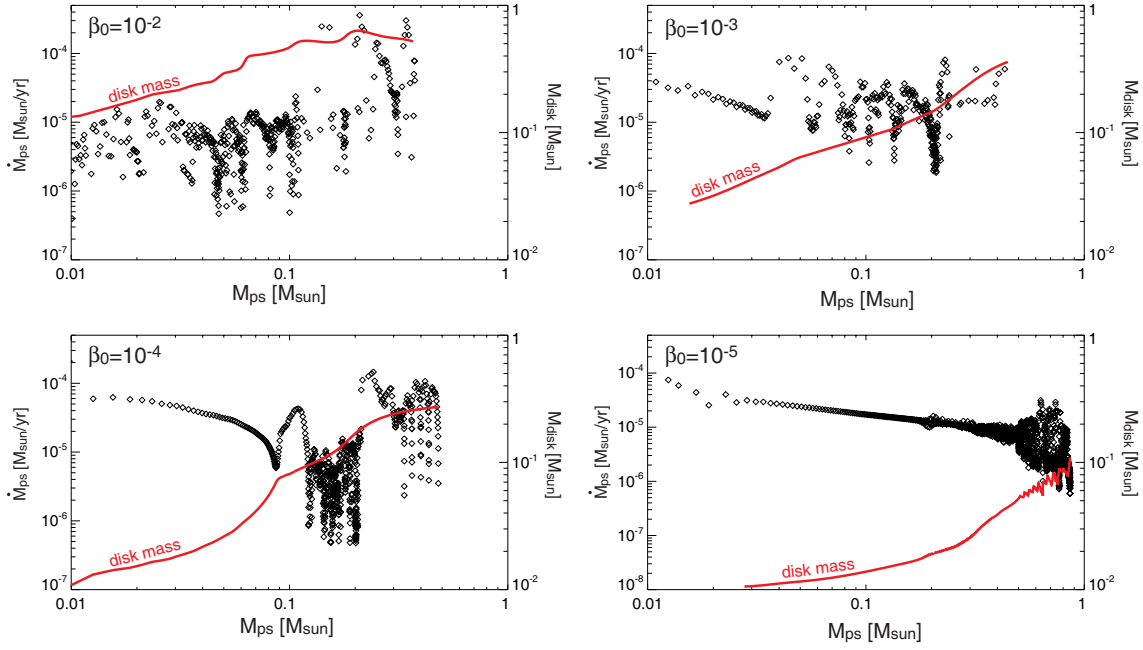 β0=10-2
disk mass
10-4
10-5
10-6
10-7
Ṁps [Msun/yr]
1
10-1
10-2
Mdisk [Msun]
0.01 0.1 1
Mps [Msun]
β0=10-3
disk mass
10-4
10-5
10-6
10-7
Ṁps [Msun/yr]
1
10-1
10-2
Mdisk [Msun]
0.01 0.1 1
Mps [Msun]
β0=10-4
disk mass
10-4
10-5
10-6
10-7
Ṁps [Msun/yr]
1
10-1
10-2
Mdisk [Msun]
0.01 0.1 1
Mps [Msun]
β0=10-5
disk mass
10-4
10-5
10-6
10-7
10-8
Ṁps [Msun/yr]
1
10-1
10-2
Mdisk [Msun]
0.01 0.1 1
Mps [Msun]